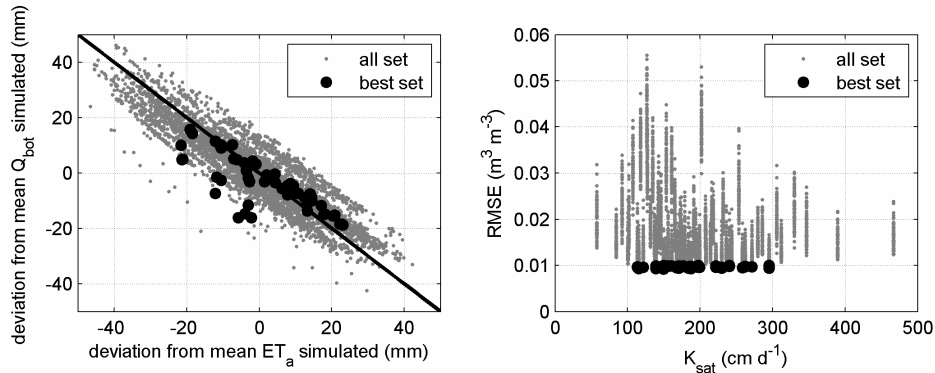 deviation from mean Q_bot simulated (mm)
40
20
0
-20
-40
-40 -20 0 20 40
deviation from mean ET_a simulated (mm)
all set
best set
RMSE (m³ m⁻³)
0.06
0.05
0.04
0.03
0.02
0.01
0
0 100 200 300 400 500
K_sat (cm d⁻¹)
all set
best set